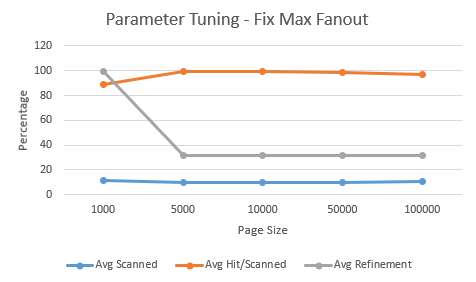 Parameter Tuning - Fix Max Fanout
120
100
80
60
40
20
0
Percentage
1000 5000 10000 50000 100000
Page Size
Avg Scanned Avg Hit/Scanned Avg Refinement